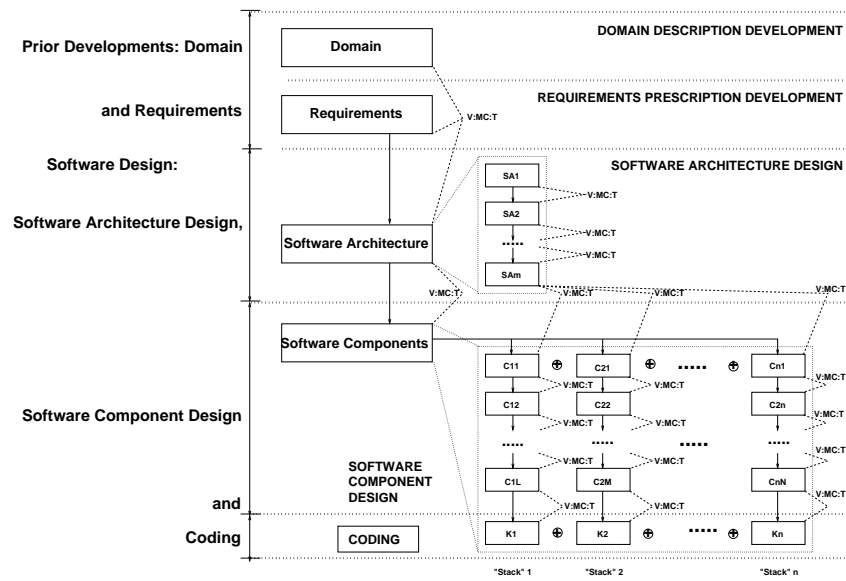 DOMAIN DESCRIPTION DEVELOPMENT
Prior Developments: Domain
Domain
REQUIREMENTS PRESCRIPTION DEVELOPMENT
and Requirements
Requirements
V:MC:T
Software Design:
SOFTWARE ARCHITECTURE DESIGN
SA1
V:MC:T
SA2
Software Architecture Design,
V:MC:T
Software Architecture
.....
V:MC:T
SAm
V:MC:T
V:MC:T
V:MC:T
V:MC:T
Software Components
C11 ⊕ C21 ⊕ ..... ⊕ Cn1
V:MC:T V:MC:T V:MC:T
C12 C22 C2n
Software Component Design
V:MC:T V:MC:T V:MC:T
..... ..... ..... .....
V:MC:T V:MC:T V:MC:T
SOFTWARE
COMPONENT
DESIGN
C1L C2M CnN
V:MC:T V:MC:T V:MC:T
and
Coding
CODING
K1 ⊕ K2 ⊕ ..... ⊕ Kn
"Stack" 1 "Stack" 2 "Stack" n